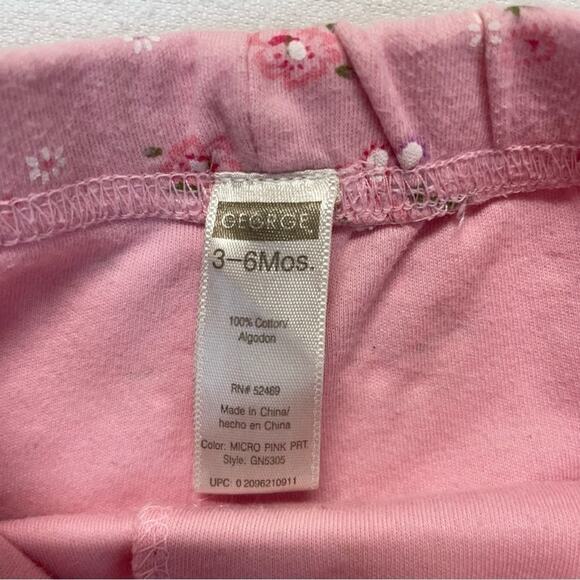 GEORGE
3-6Mos.
100% Cotton/
Algodon
RN# 52469
Made in China/
hecho en China
Color: MICRO PINK PRT
Style: GN5305
UPC: 0 2096210911